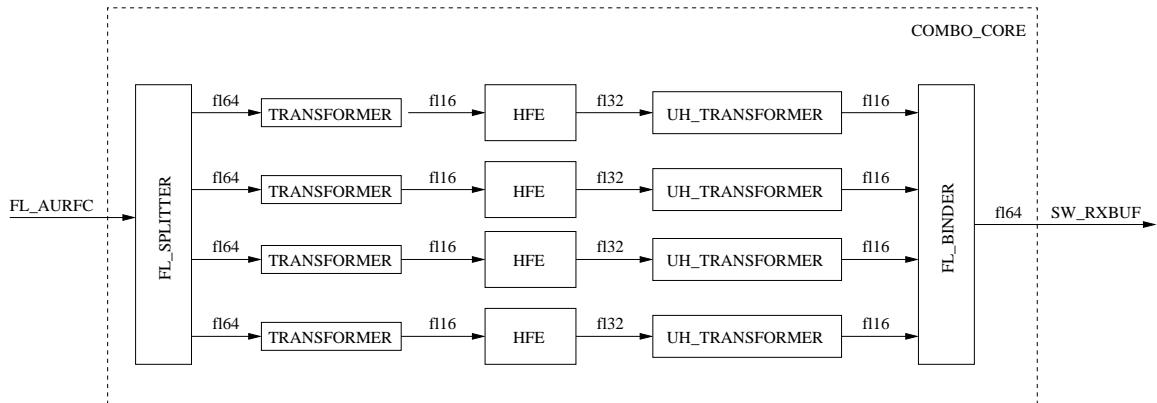 COMBO_CORE
fl64
TRANSFORMER
fl16
HFE
fl32
UH_TRANSFORMER
fl16
fl64
TRANSFORMER
fl16
HFE
fl32
UH_TRANSFORMER
fl16
FL_AURFC
FL_SPLITTER
FL_BINDER
fl64
SW_RXBUF
fl64
TRANSFORMER
fl16
HFE
fl32
UH_TRANSFORMER
fl16
fl64
TRANSFORMER
fl16
HFE
fl32
UH_TRANSFORMER
fl16